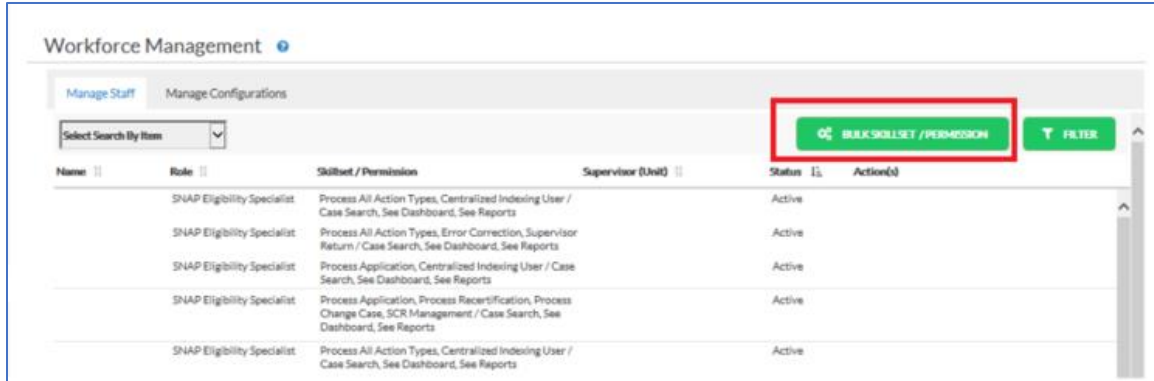 Workforce Management
Manage Staff Manage Configurations
Select Search By Item BULK SKILLSET / PERMISSION FILTER
Name Role Skillset / Permission Supervisor (Unit) Status Action(s)
SNAP Eligibility Specialist Process All Action Types, Centralized Indexing User / Active
Case Search, See Dashboard, See Reports
SNAP Eligibility Specialist Process All Action Types, Error Correction, Supervisor Active
Return / Case Search, See Dashboard, See Reports
SNAP Eligibility Specialist Process Application, Centralized Indexing User / Case Active
Search, See Dashboard, See Reports
SNAP Eligibility Specialist Process Application, Process Recertification, Process Active
Change Case, SCR Management / Case Search, See
Dashboard, See Reports
SNAP Eligibility Specialist Process All Action Types, Centralized Indexing User / Active
Case Search, See Dashboard, See Reports